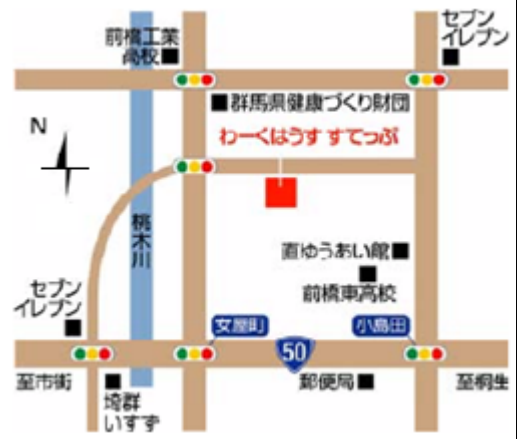 セブン
イレブン
前橋工業
高校
群馬県健康づくり財団
わーくはうす すてっぷ
N
桃木川
直ゆうあい館
前橋東高校
セブン
イレブン
女屋町
小島田
50
至市街
埼群
いすず
郵便局
至桐生